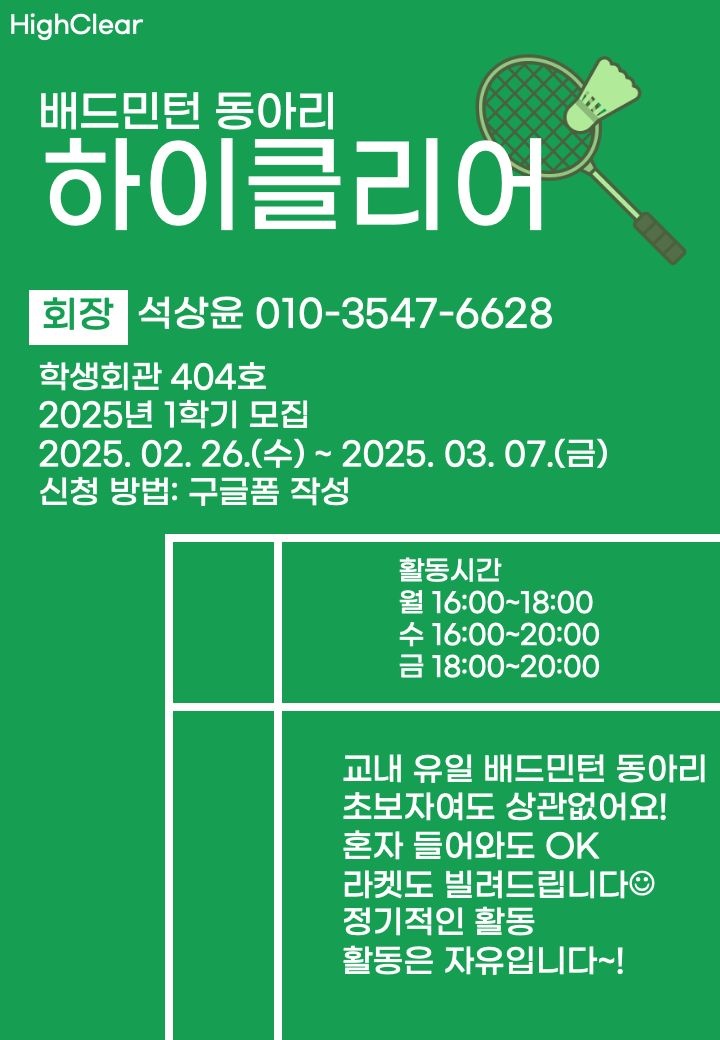 HighClear
배드민턴 동아리
하이클리어
회장 석상윤 010-3547-6628
학생회관 404호
2025년 1학기 모집
2025. 02. 26.(수) ~ 2025. 03. 07.(금)
신청 방법: 구글폼 작성
활동시간
월 16:00~18:00
수 16:00~20:00
금 18:00~20:00
교내 유일 배드민턴 동아리
초보자여도 상관없어요!
혼자 들어와도 OK
라켓도 빌려드립니다☺
정기적인 활동
활동은 자유입니다~!